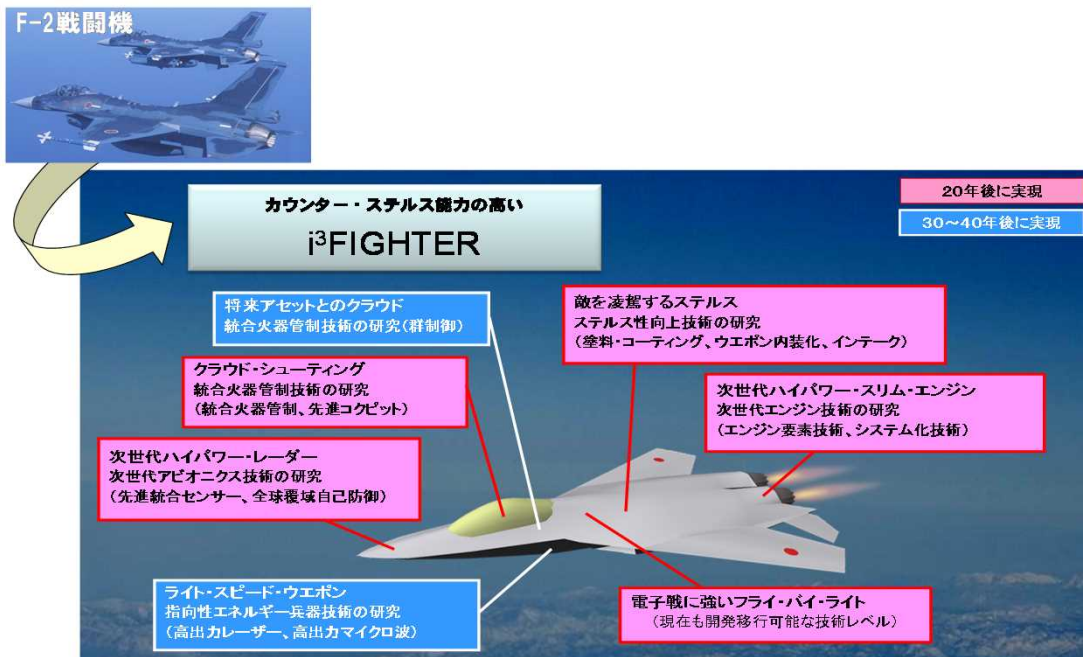 F-2戦闘機
カウンター・ステルス能力の高い
i³FIGHTER
20年後に実現
30～40年後に実現
将来アセットとのクラウド
統合火器管制技術の研究(群制御)
敵を凌駕するステルス
ステルス性向上技術の研究
(塗料・コーティング、ウエポン内装化、インテーク)
クラウド・シューティング
統合火器管制技術の研究
(統合火器管制、先進コクピット)
次世代ハイパワー・スリム・エンジン
次世代エンジン技術の研究
(エンジン要素技術、システム化技術)
次世代ハイパワー・レーダー
次世代アビオニクス技術の研究
(先進統合センサー、全球覆域自己防御)
ライト・スピード・ウエポン
指向性エネルギー兵器技術の研究
(高出力レーザー、高出力マイクロ波)
電子戦に強いフライ・バイ・ライト
(現在も開発移行可能な技術レベル)